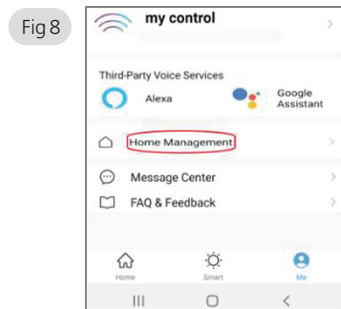 Fig 8
my control
Third-Party Voice Services
Alexa
Google
Assistant
Home Management
Message Center
FAQ & Feedback
Home
Smart
Me